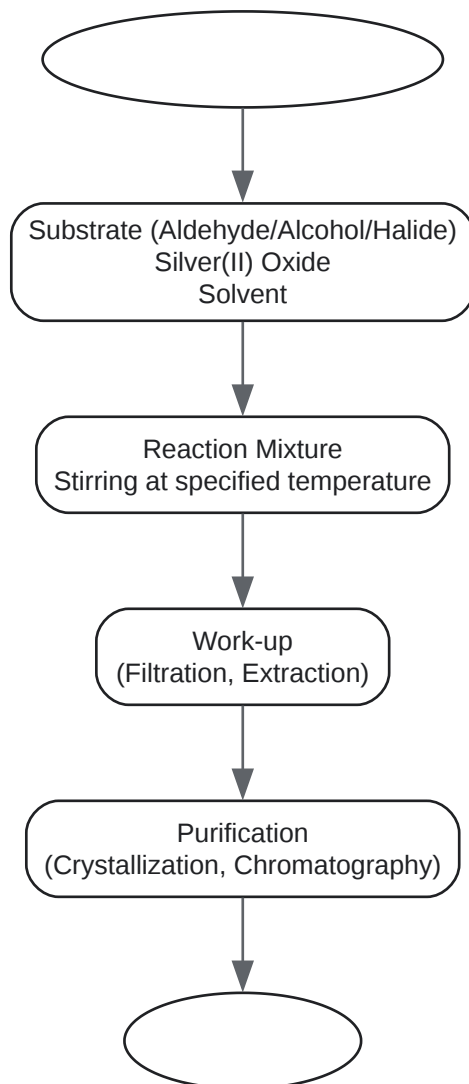 Substrate (Aldehyde/Alcohol/Halide)
Silver(II) Oxide
Solvent
Reaction Mixture
Stirring at specified temperature
Work-up
(Filtration, Extraction)
Purification
(Crystallization, Chromatography)